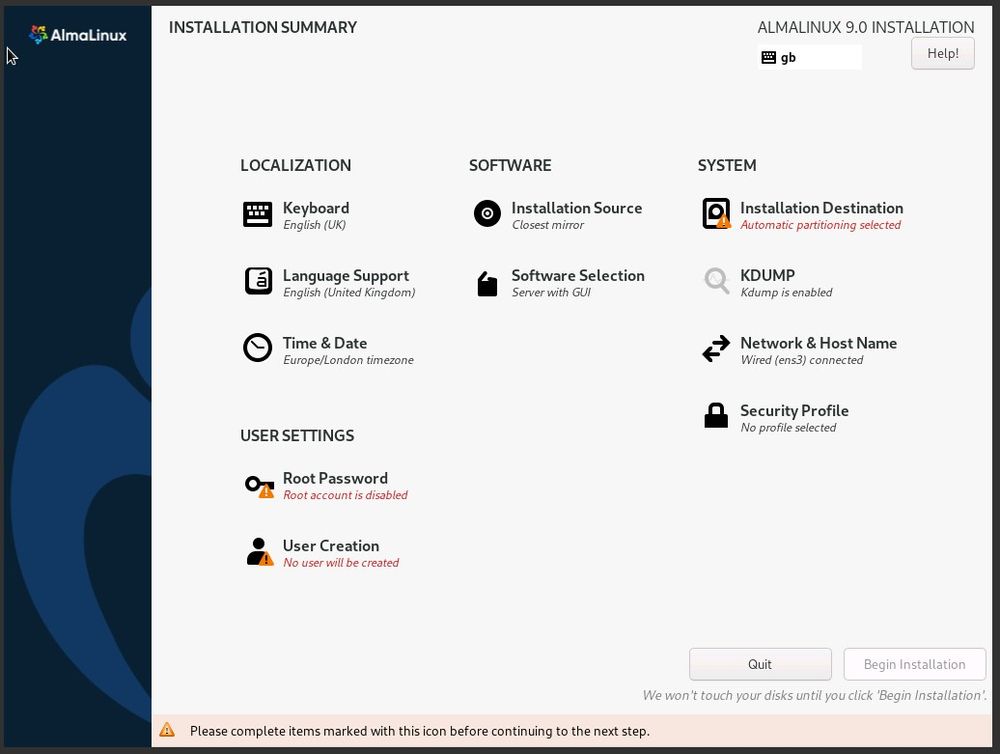 AlmaLinux
INSTALLATION SUMMARY
ALMALINUX 9.0 INSTALLATION
gb
Help!
LOCALIZATION
Keyboard
English (UK)
Language Support
English (United Kingdom)
Time & Date
Europe/London timezone
SOFTWARE
Installation Source
Closest mirror
Software Selection
Server with GUI
SYSTEM
Installation Destination
Automatic partitioning selected
KDUMP
Kdump is enabled
Network & Host Name
Wired (ens3) connected
Security Profile
No profile selected
USER SETTINGS
Root Password
Root account is disabled
User Creation
No user will be created
Quit
Begin Installation
We won't touch your disks until you click 'Begin Installation'.
Please complete items marked with this icon before continuing to the next step.